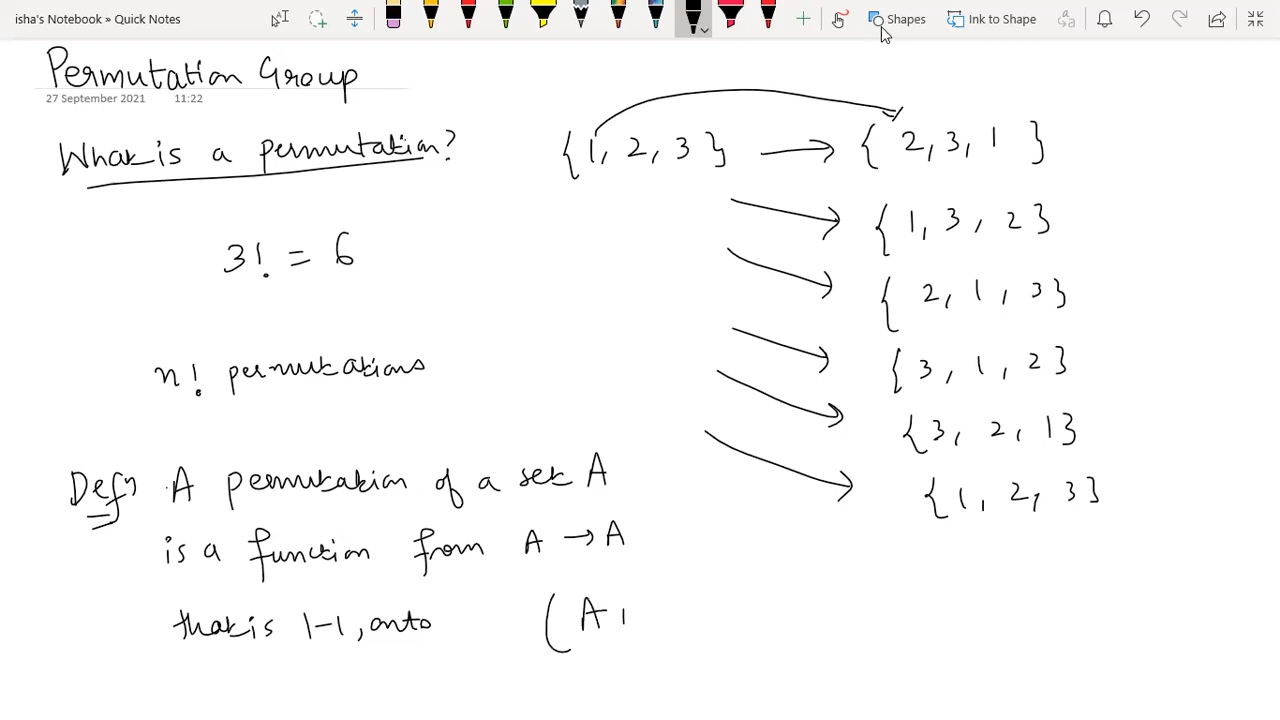 isha's Notebook » Quick Notes
Shapes
Ink to Shape
Permutation Group
27 September 2021 11:22
What is a permutation?
{1, 2, 3} → { 2, 3, 1 }
→ { 1, 3, 2 }
3! = 6
→ { 2, 1, 3}
→ { 3, 1, 2 }
n! permutations
→ {3, 2, 1}
→ {1, 2, 3}
Defn A permutation of a set A
is a function from A → A
that is 1-1, onto ( A